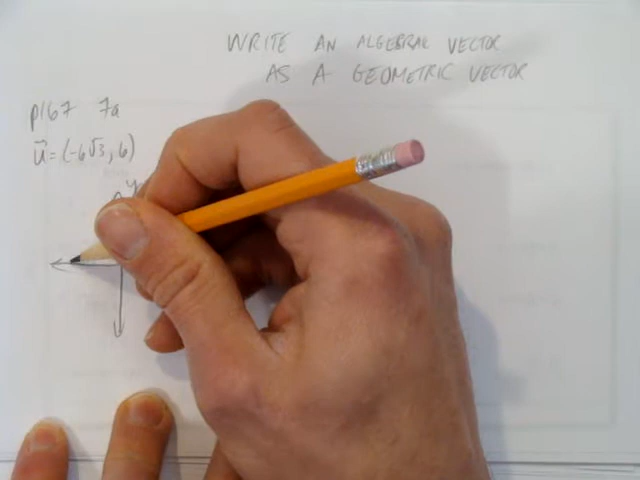 WRITE AN ALGEBRAIC VECTOR
AS A GEOMETRIC VECTOR
p167 7a
u⃗ = (-6√3, 6)
y